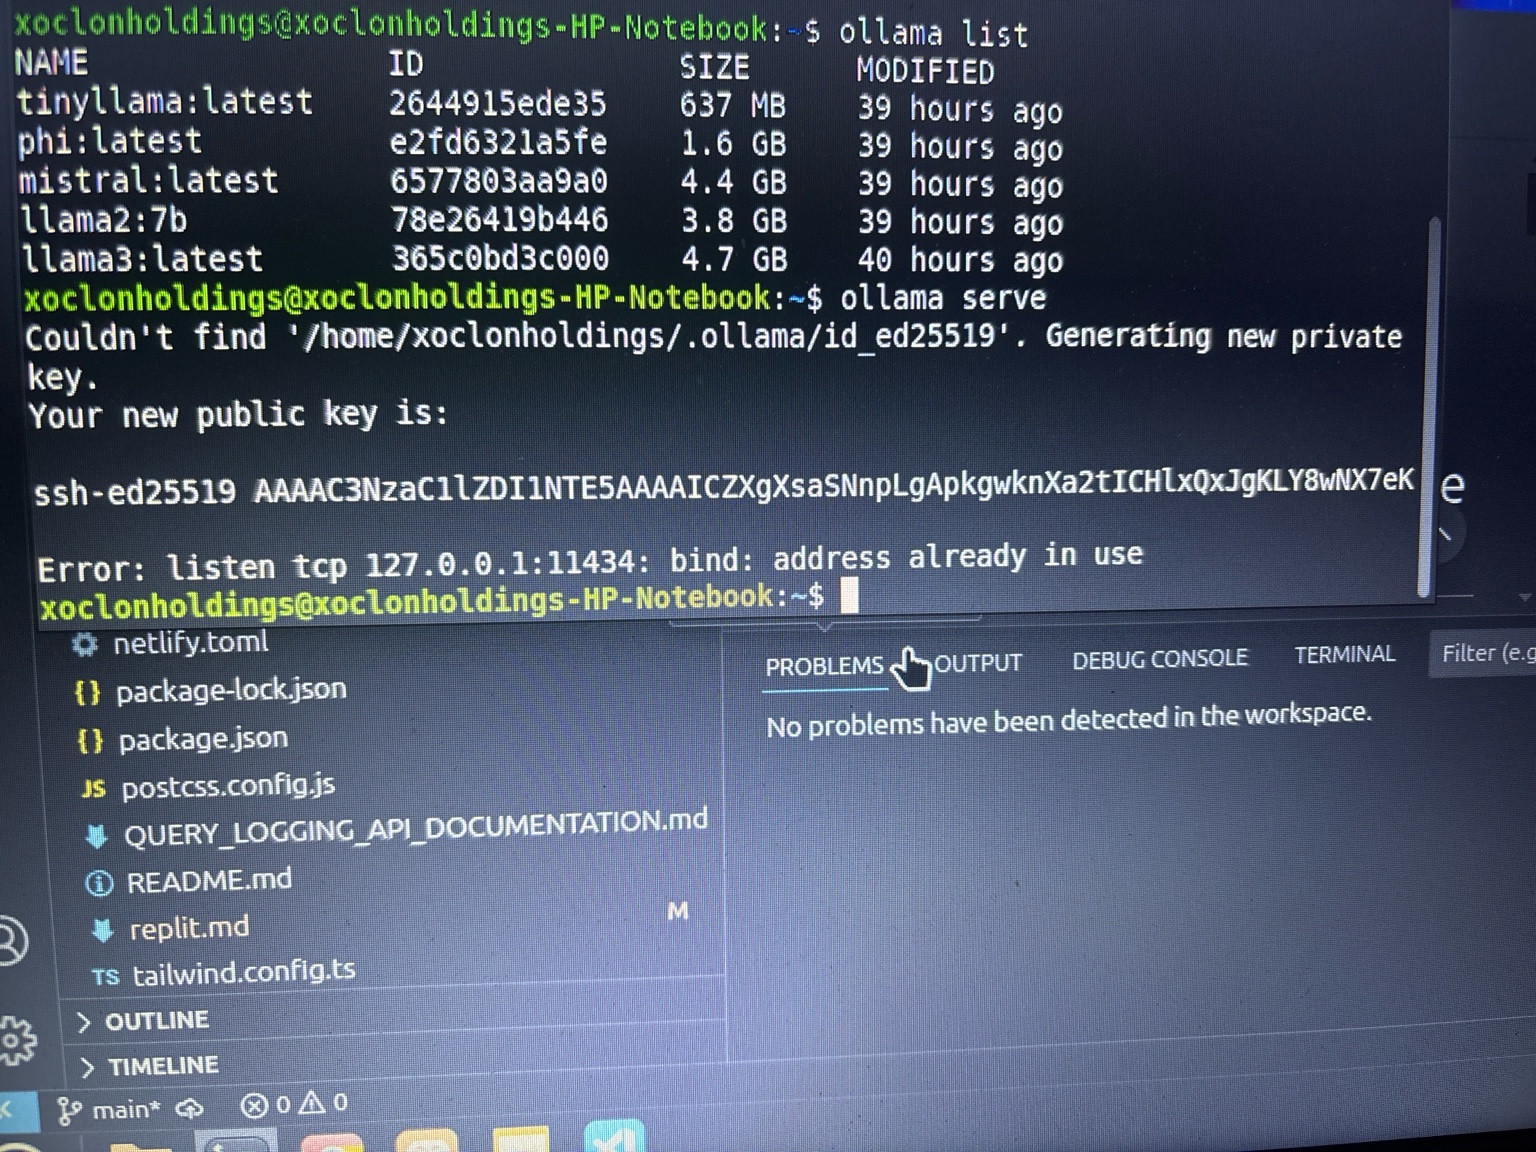 xoclonholdings@xoclonholdings-HP-Notebook:~$ ollama list
NAME ID SIZE MODIFIED
tinyllama:latest 2644915ede35 637 MB 39 hours ago
phi:latest e2fd6321a5fe 1.6 GB 39 hours ago
mistral:latest 6577803aa9a0 4.4 GB 39 hours ago
llama2:7b 78e26419b446 3.8 GB 39 hours ago
llama3:latest 365c0bd3c000 4.7 GB 40 hours ago
xoclonholdings@xoclonholdings-HP-Notebook:~$ ollama serve
Couldn't find '/home/xoclonholdings/.ollama/id_ed25519'. Generating new private
key.
Your new public key is:
ssh-ed25519 AAAAC3NzaC1lZDI1NTE5AAAAICZXgXsaSNnpLgApkgwknXa2tICHlxQxJgKLY8wNX7eK
e
Error: listen tcp 127.0.0.1:11434: bind: address already in use
xoclonholdings@xoclonholdings-HP-Notebook:~$
netlify.toml
{} package-lock.json
{} package.json
JS postcss.config.js
QUERY_LOGGING_API_DOCUMENTATION.md
README.md
replit.md M
TS tailwind.config.ts
OUTLINE
TIMELINE
PROBLEMS OUTPUT DEBUG CONSOLE TERMINAL Filter (e.g
No problems have been detected in the workspace.
main* 0 0